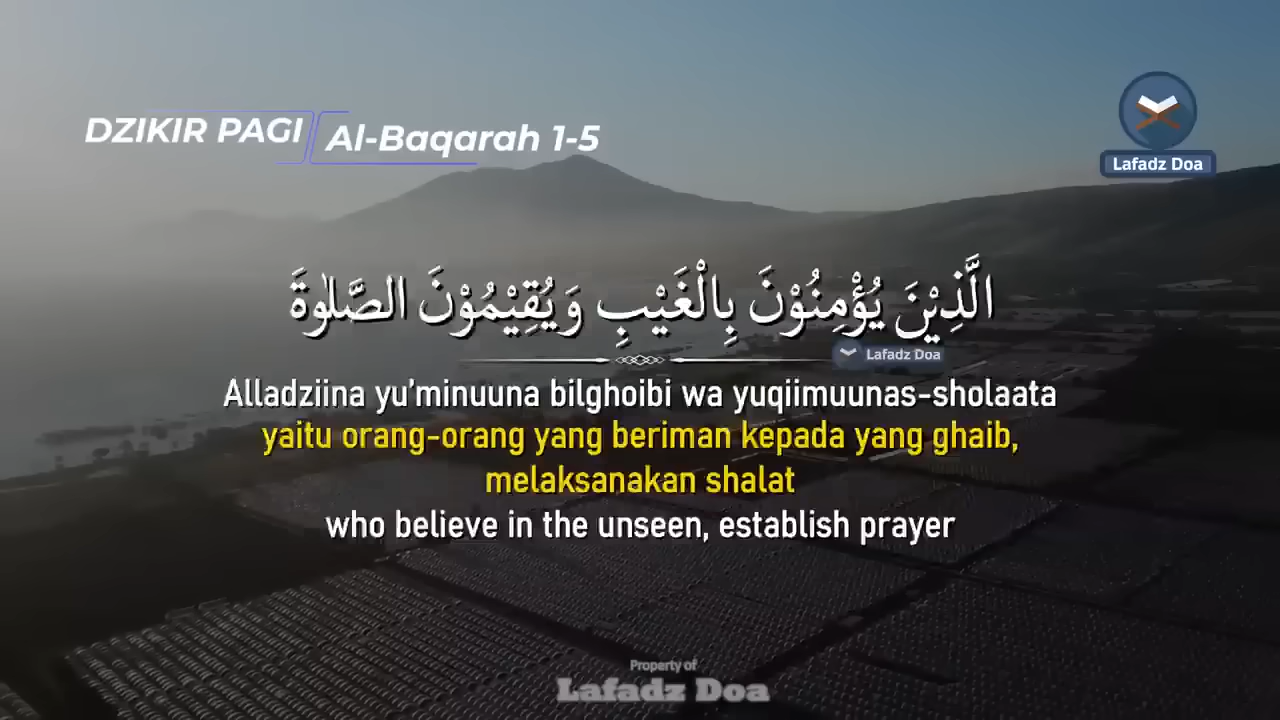 DZIKIR PAGI Al-Baqarah 1-5
Lafadz Doa
الَّذِيْنَ يُؤْمِنُوْنَ بِالْغَيْبِ وَيُقِيْمُوْنَ الصَّلٰوةَ
Lafadz Doa
Alladziina yu’minuuna bilghoibi wa yuqiimuunas-sholaata
yaitu orang-orang yang beriman kepada yang ghaib,
melaksanakan shalat
who believe in the unseen, establish prayer
Property of
Lafadz Doa